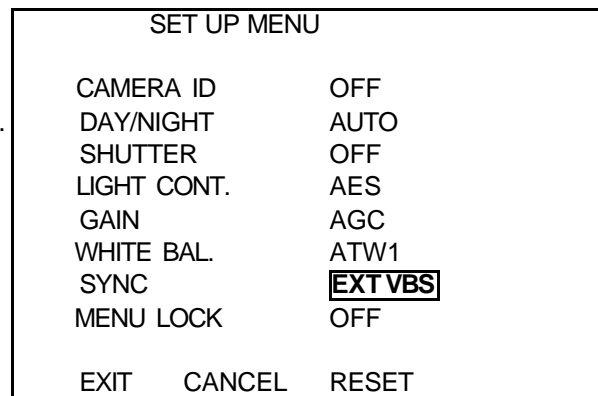 SET UP MENU
CAMERA ID OFF
. DAY/NIGHT AUTO
SHUTTER OFF
LIGHT CONT. AES
GAIN AGC
WHITE BAL. ATW1
SYNC EXT VBS
MENU LOCK OFF
EXIT CANCEL RESET